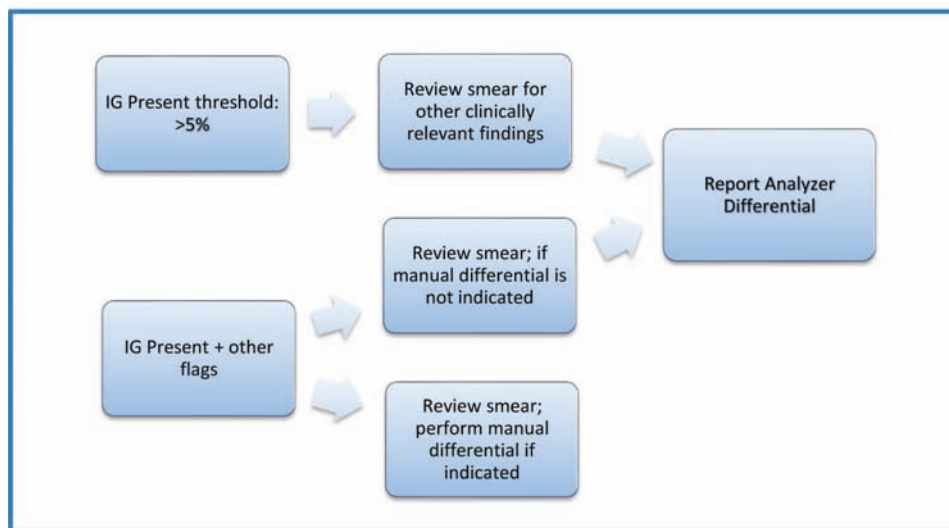 IG Present threshold:
>5%
Review smear for
other clinically
relevant findings
Report Analyzer
Differential
Review smear; if
manual differential is
not indicated
IG Present + other
flags
Review smear;
perform manual
differential if
indicated